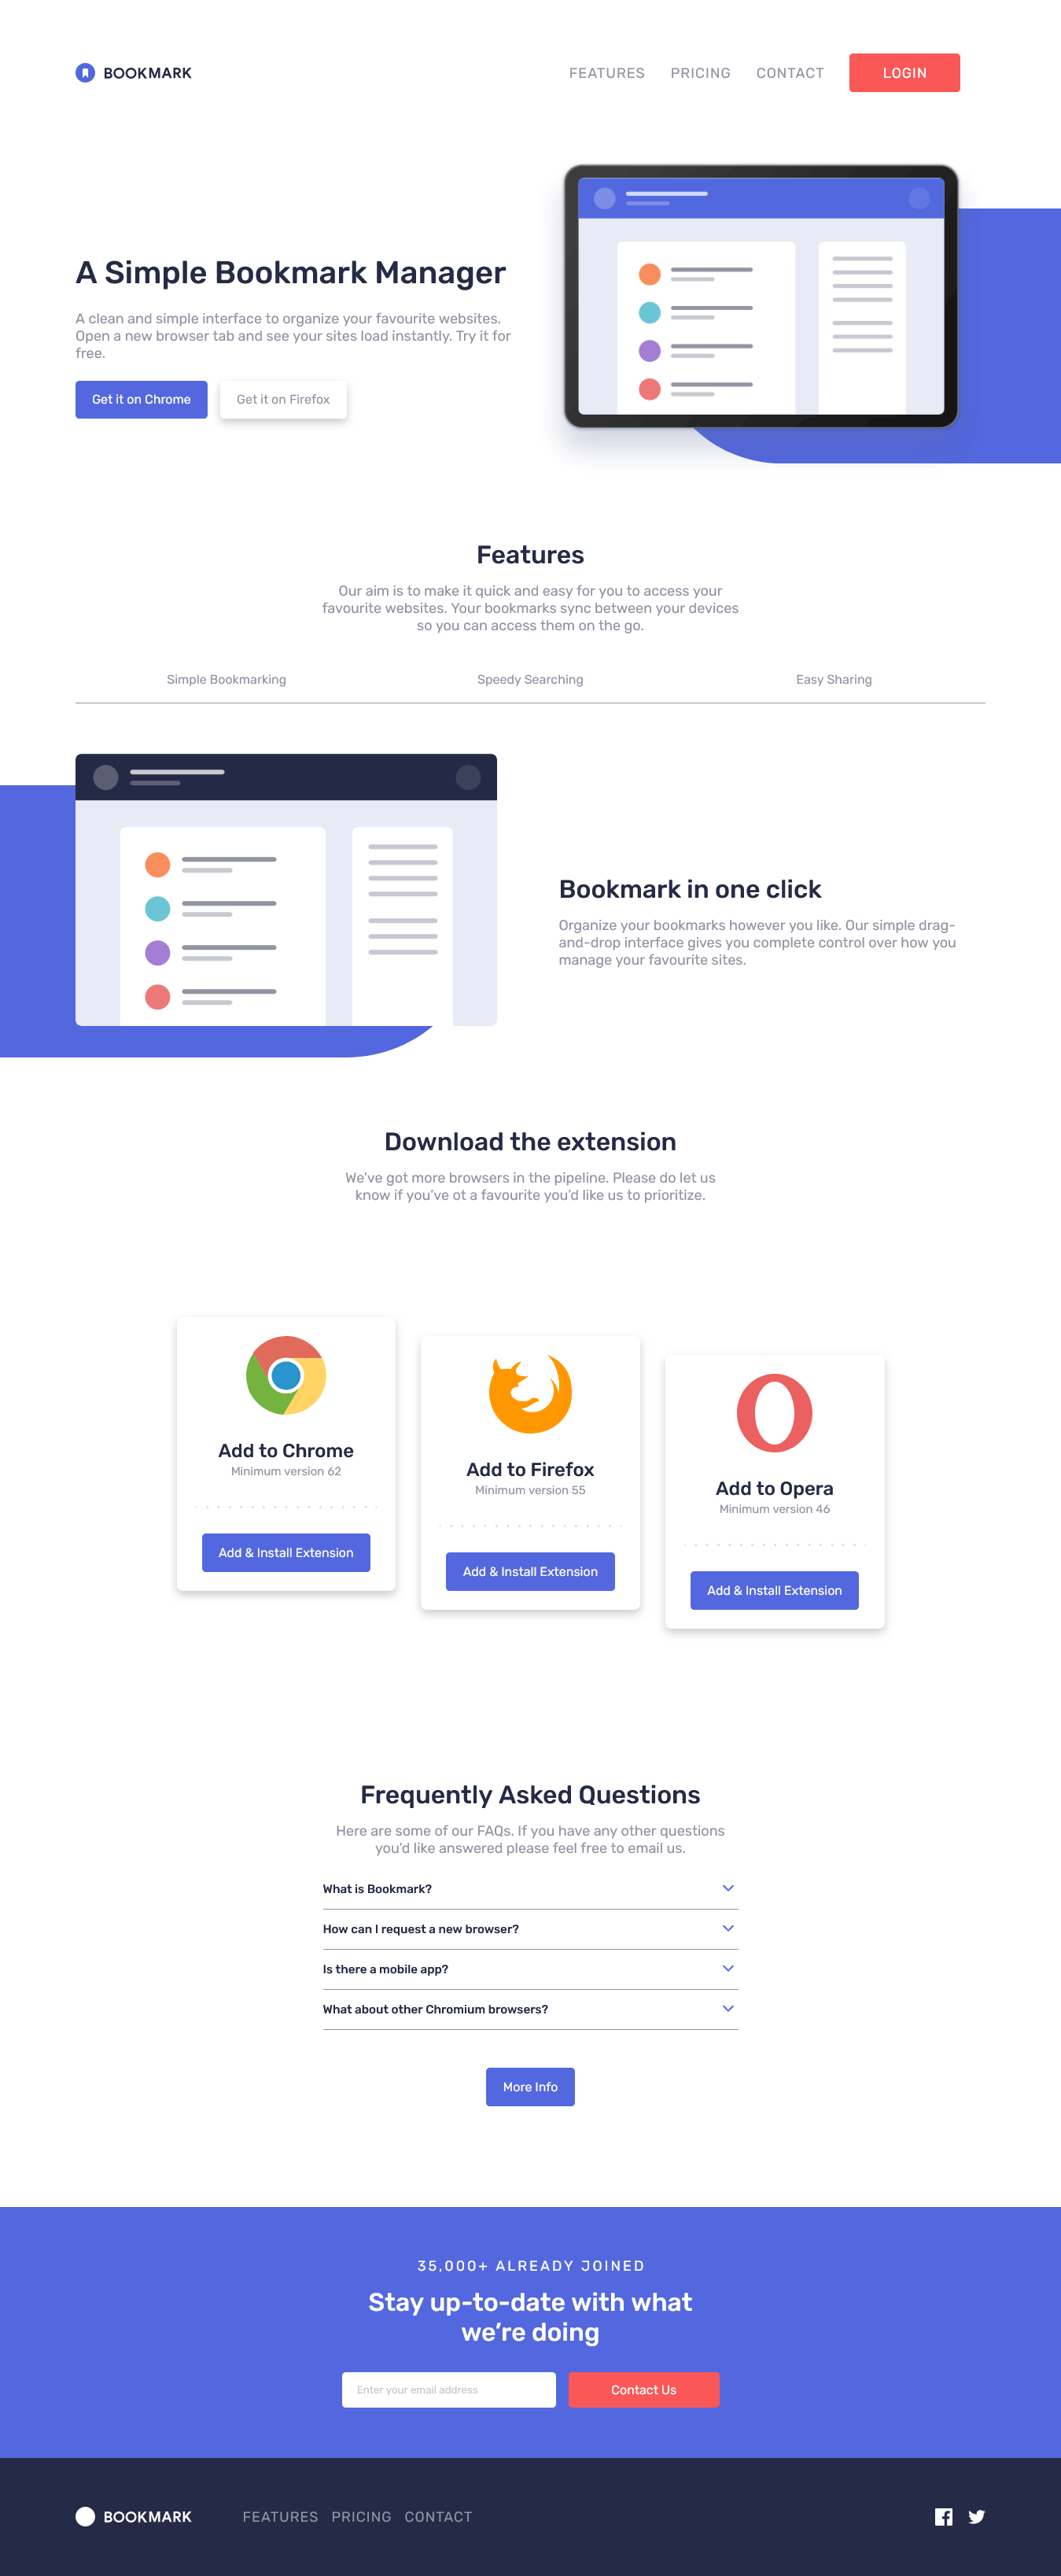 BOOKMARK
FEATURES PRICING CONTACT LOGIN
A Simple Bookmark Manager
A clean and simple interface to organize your favourite websites.
Open a new browser tab and see your sites load instantly. Try it for
free.
Get it on Chrome Get it on Firefox
Features
Our aim is to make it quick and easy for you to access your
favourite websites. Your bookmarks sync between your devices
so you can access them on the go.
Simple Bookmarking Speedy Searching Easy Sharing
Bookmark in one click
Organize your bookmarks however you like. Our simple drag-
and-drop interface gives you complete control over how you
manage your favourite sites.
Download the extension
We’ve got more browsers in the pipeline. Please do let us
know if you’ve ot a favourite you’d like us to prioritize.
Add to Chrome
Minimum version 62
Add & Install Extension
Add to Firefox
Minimum version 55
Add & Install Extension
Add to Opera
Minimum version 46
Add & Install Extension
Frequently Asked Questions
Here are some of our FAQs. If you have any other questions
you’d like answered please feel free to email us.
What is Bookmark?
How can I request a new browser?
Is there a mobile app?
What about other Chromium browsers?
More Info
35,000+ ALREADY JOINED
Stay up-to-date with what
we’re doing
Enter your email address Contact Us
BOOKMARK FEATURES PRICING CONTACT